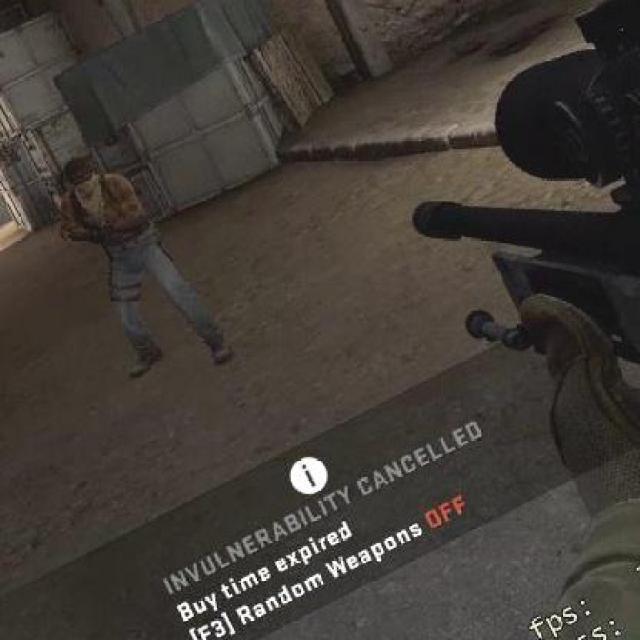 INVULNERABILITY CANCELLED
Buy time expired
[F3] Random Weapons OFF
fps: